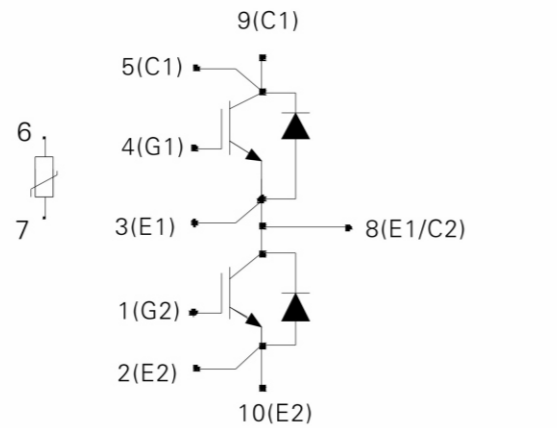 9(C1)
5(C1)
6
4(G1)
7
3(E1)
8(E1/C2)
1(G2)
2(E2)
10(E2)